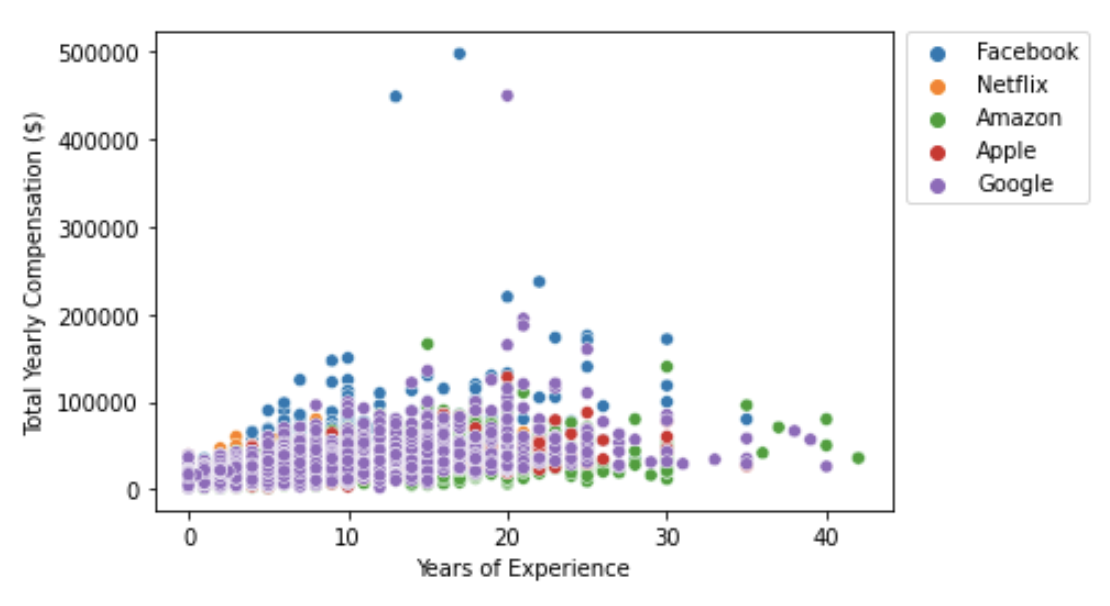 500000
400000
300000
200000
100000
0
Total Yearly Compensation ($)
0 10 20 30 40
Years of Experience
Facebook
Netflix
Amazon
Apple
Google